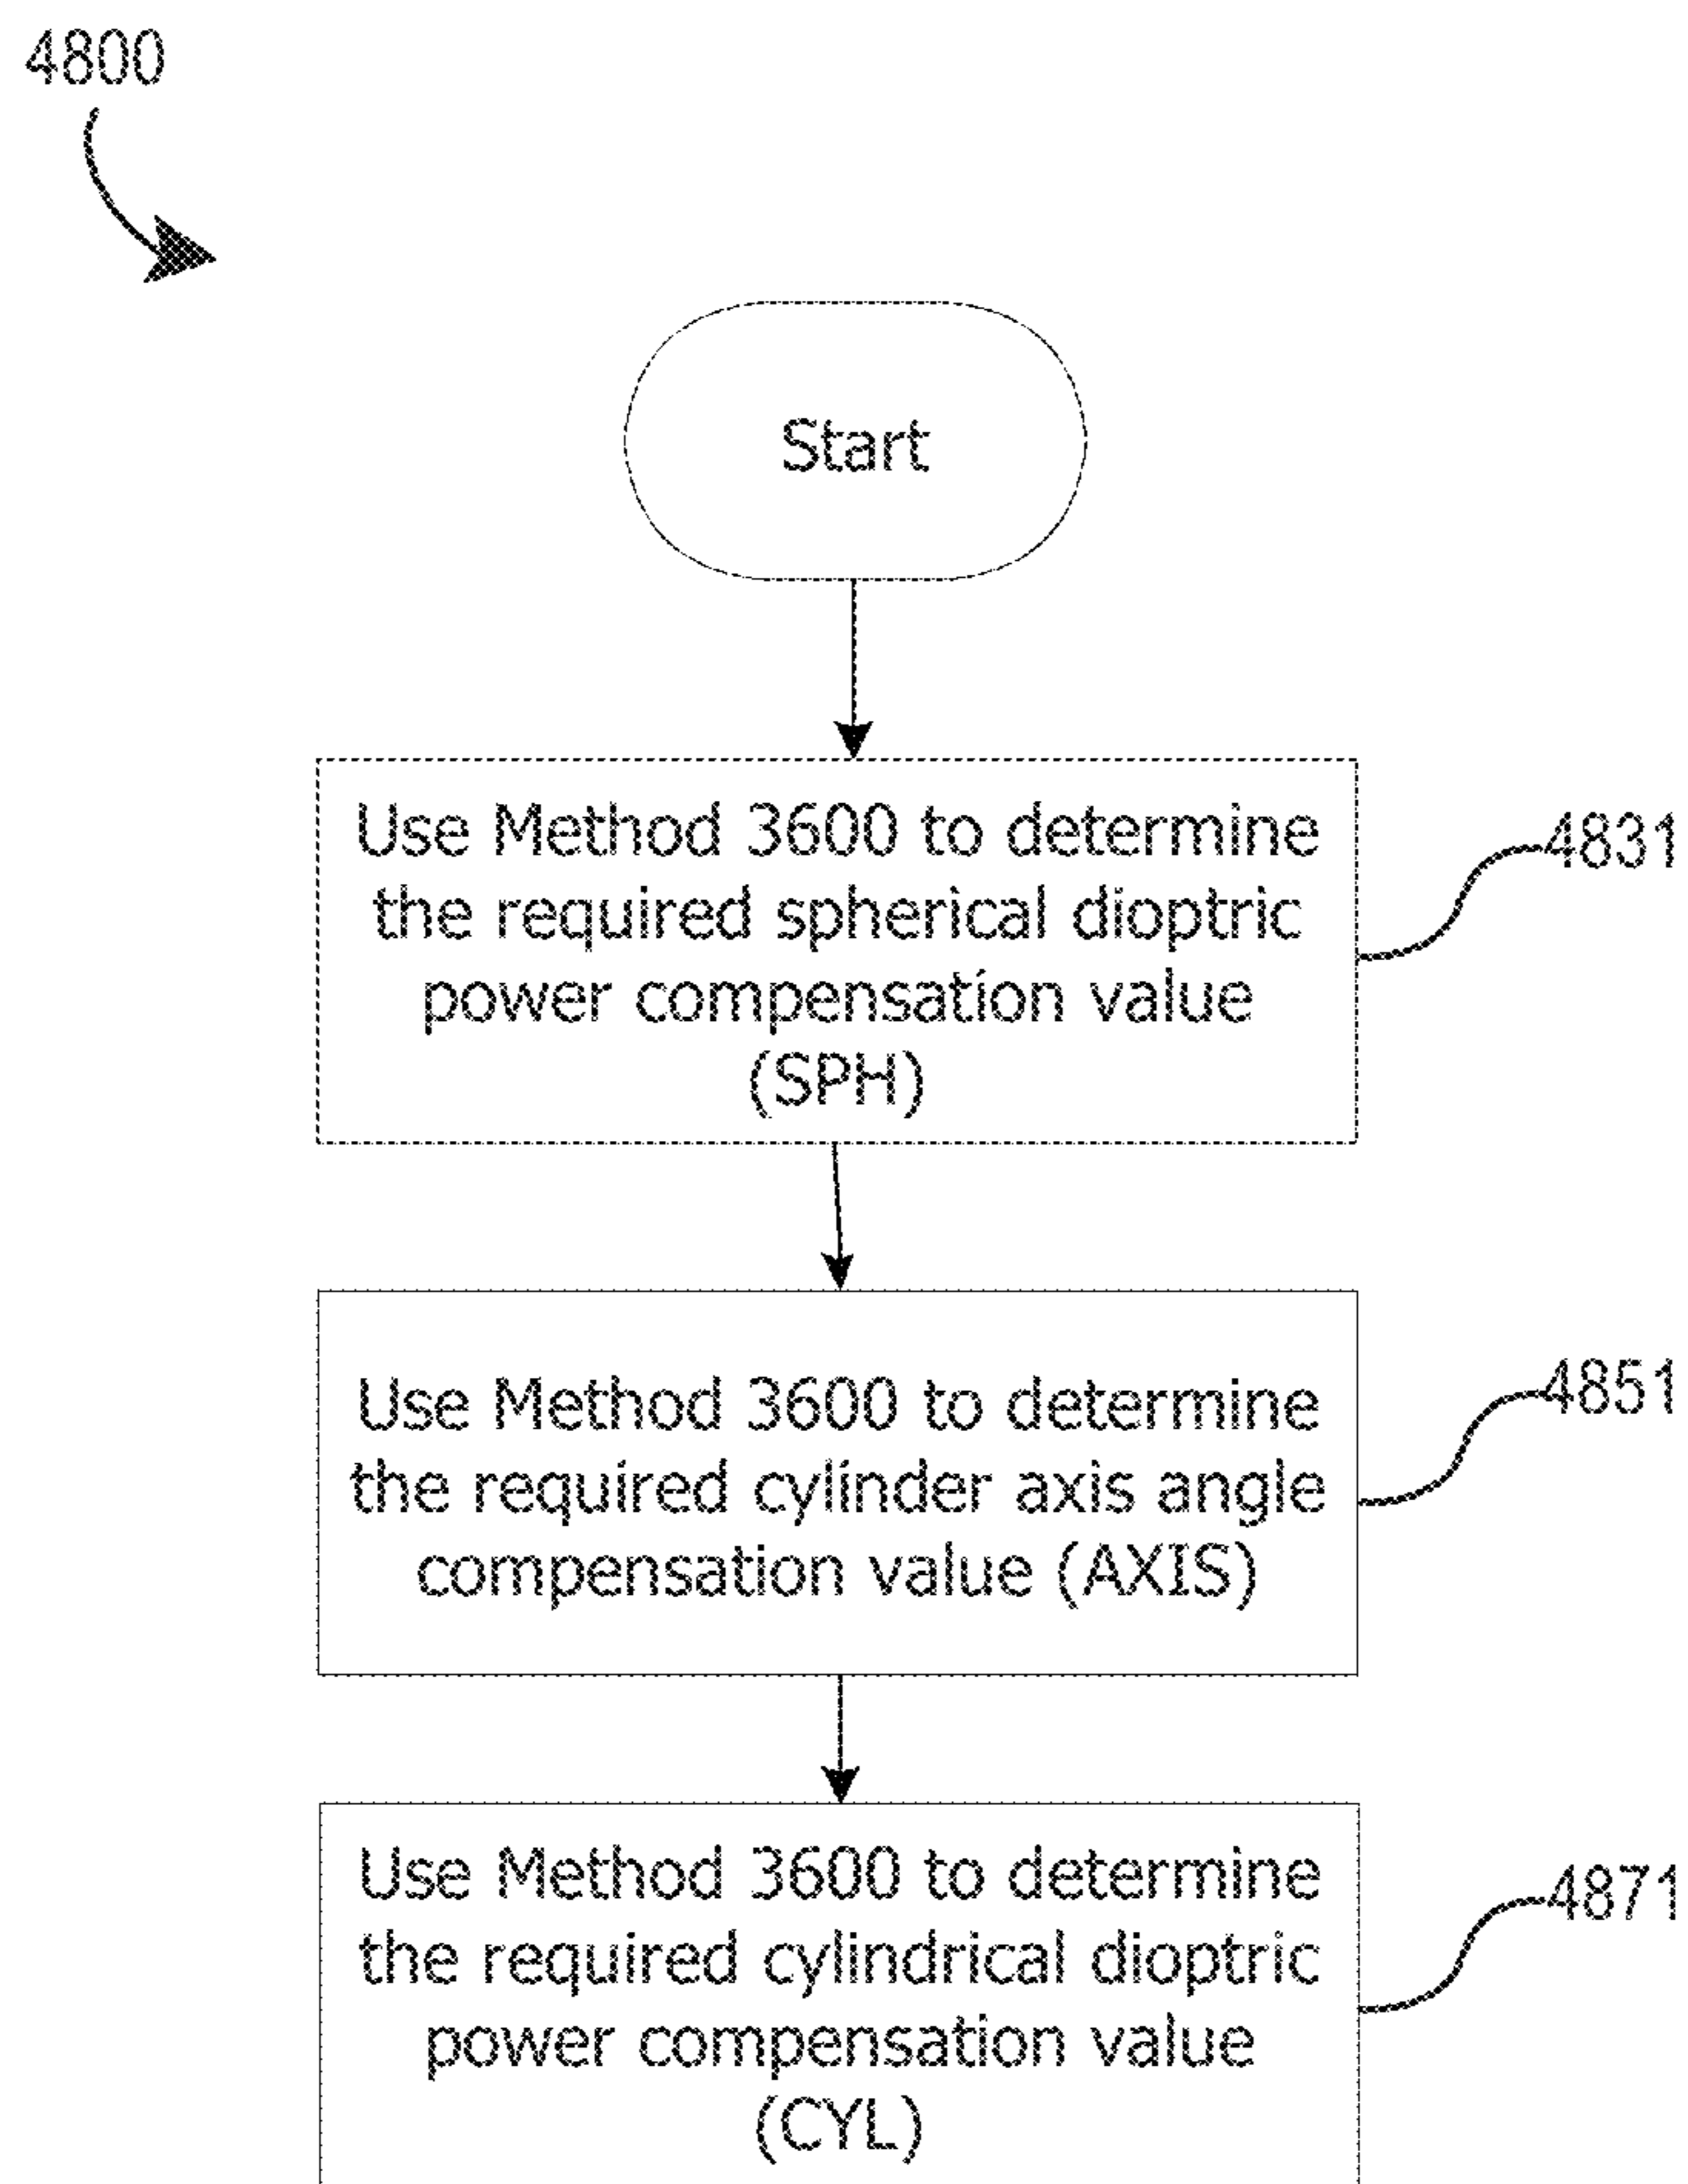 4800
Start
Use Method 3600 to determine
the required spherical dioptric
power compensation value
(SPH)
4831
Use Method 3600 to determine
the required cylinder axis angle
compensation value (AXIS)
4851
Use Method 3600 to determine
the required cylindrical dioptric
power compensation value
(CYL)
4871